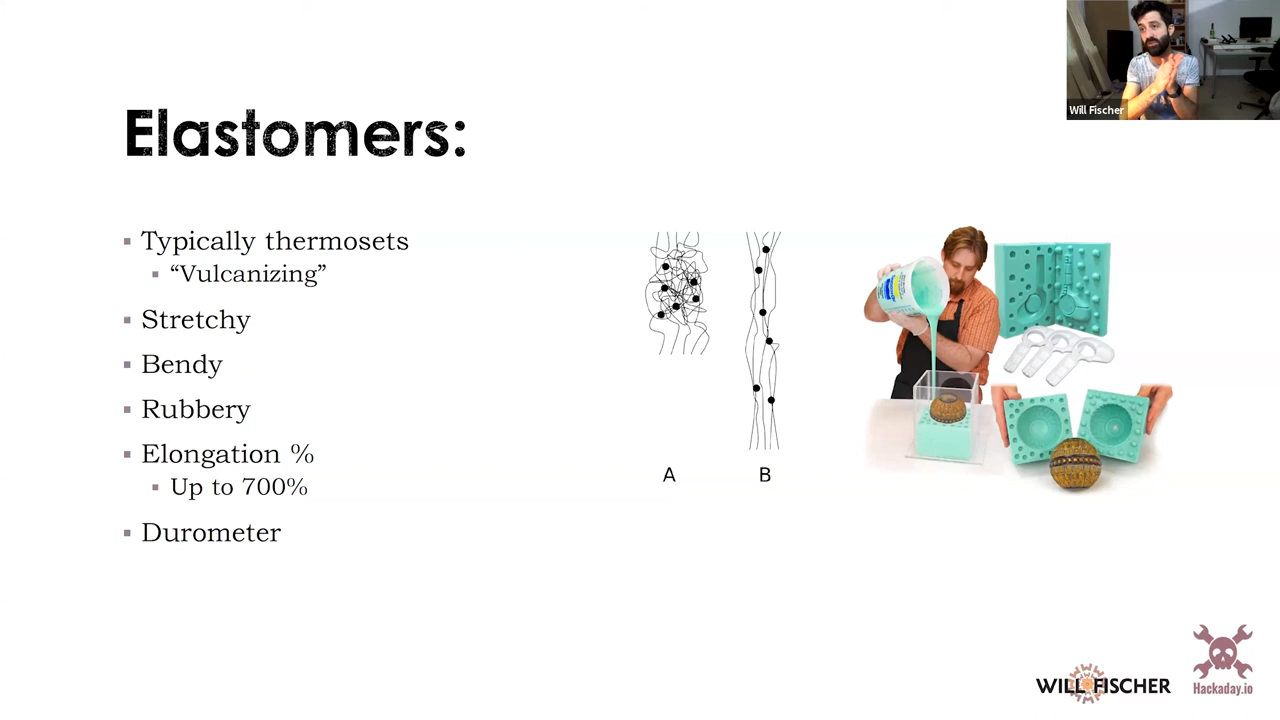 Will Fischer
Elastomers:
Typically thermosets
“Vulcanizing”
Stretchy
Bendy
Rubbery
Elongation %
Up to 700%
Durometer
A
B
WILL FISCHER
Hackaday.io